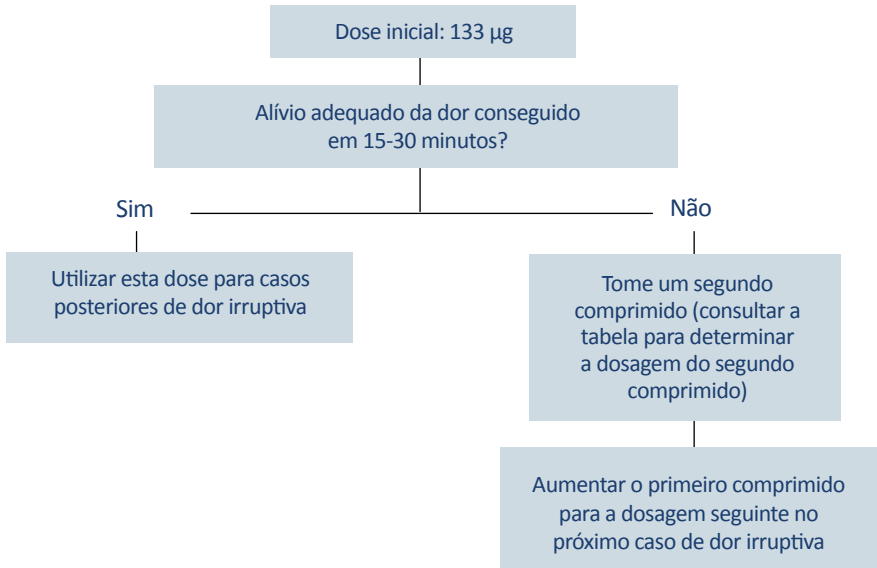 Dose inicial: 133 µg
Alívio adequado da dor conseguido
em 15-30 minutos?
Sim
Não
Utilizar esta dose para casos
posteriores de dor irruptiva
Tome um segundo
comprimido (consultar a
tabela para determinar
a dosagem do segundo
comprimido)
Aumentar o primeiro comprimido
para a dosagem seguinte no
próximo caso de dor irruptiva